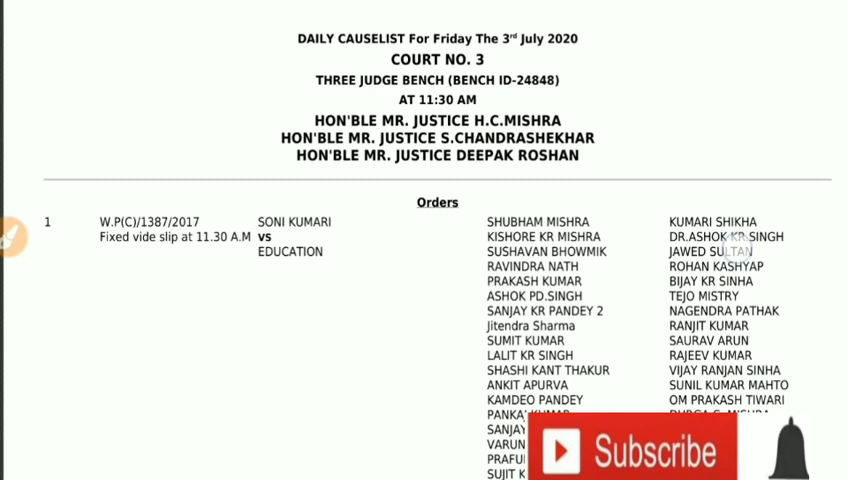 DAILY CAUSELIST For Friday The 3rd July 2020
COURT NO. 3
THREE JUDGE BENCH (BENCH ID-24848)
AT 11:30 AM
HON'BLE MR. JUSTICE H.C.MISHRA
HON'BLE MR. JUSTICE S.CHANDRASHEKHAR
HON'BLE MR. JUSTICE DEEPAK ROSHAN
Orders
1 W.P(C)/1387/2017 SONI KUMARI SHUBHAM MISHRA KUMARI SHIKHA
Fixed vide slip at 11.30 A.M vs KISHORE KR MISHRA DR.ASHOK KR SINGH
EDUCATION SUSHAVAN BHOWMIK JAWED SULTAN
RAVINDRA NATH ROHAN KASHYAP
PRAKASH KUMAR BIJAY KR SINHA
ASHOK PD.SINGH TEJO MISTRY
SANJAY KR PANDEY 2 NAGENDRA PATHAK
Jitendra Sharma RANJIT KUMAR
SUMIT KUMAR SAURAV ARUN
LALIT KR SINGH RAJEEV KUMAR
SHASHI KANT THAKUR VIJAY RANJAN SINHA
ANKIT APURVA SUNIL KUMAR MAHTO
KAMDEO PANDEY OM PRAKASH TIWARI
SANJAY
VARUN
SUJIT K
Subscribe